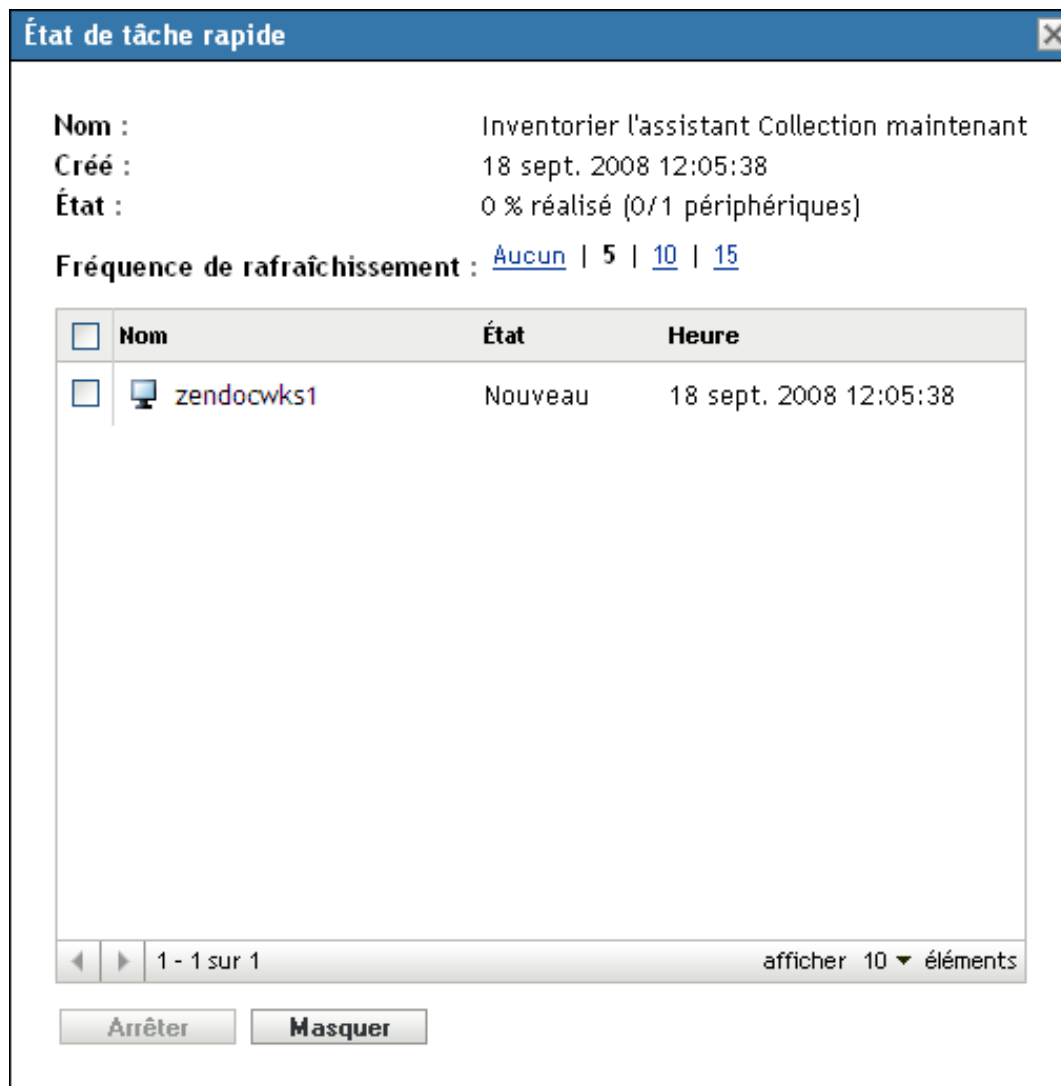 État de tâche rapide
Nom : Inventorier l'assistant Collection maintenant
Créé : 18 sept. 2008 12:05:38
État : 0 % réalisé (0/1 périphériques)
Fréquence de rafraîchissement : Aucun | 5 | 10 | 15
Nom État Heure
zendocwks1 Nouveau 18 sept. 2008 12:05:38
1 - 1 sur 1 afficher 10 éléments
Arrêter Masquer